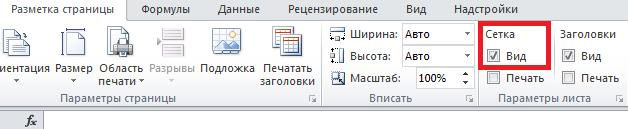 Разметка страницы Формулы Данные Рецензирование Вид Надстройки
Ширина: Авто Сетка Заголовки
Высота: Авто Вид Вид
Размер Область печати Разрывы Подложка Печатать заголовки Масштаб: 100% Печать Печать
Параметры страницы Вписать Параметры листа
fx